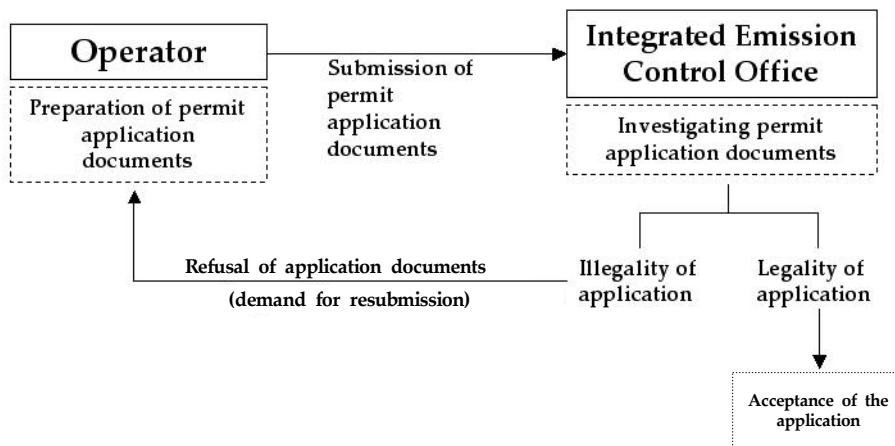 Operator
Preparation of permit
application
documents
Submission of
permit
application
documents
Integrated Emission
Control Office
Investigating permit
application documents
Refusal of application documents
(demand for resubmission)
Illegality of
application
Legality of
application
Acceptance of the
application